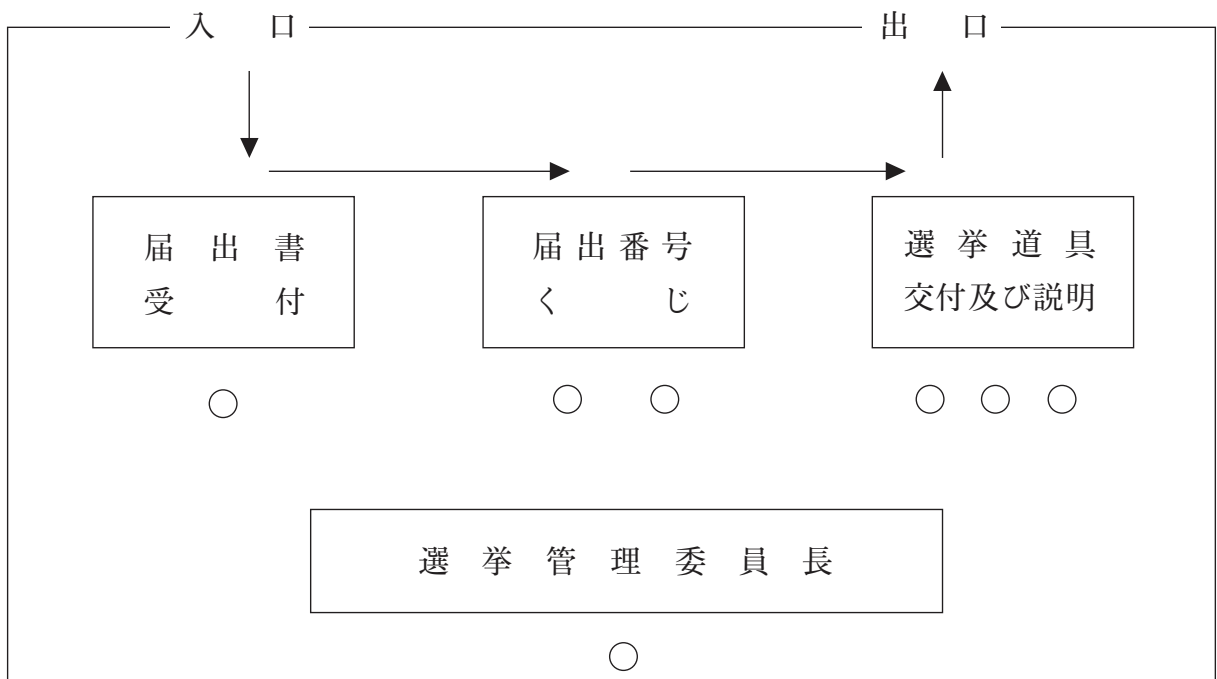 入口
出口
届出書
受付
届出番号
くじ
選挙道具
交付及び説明
選挙管理委員長